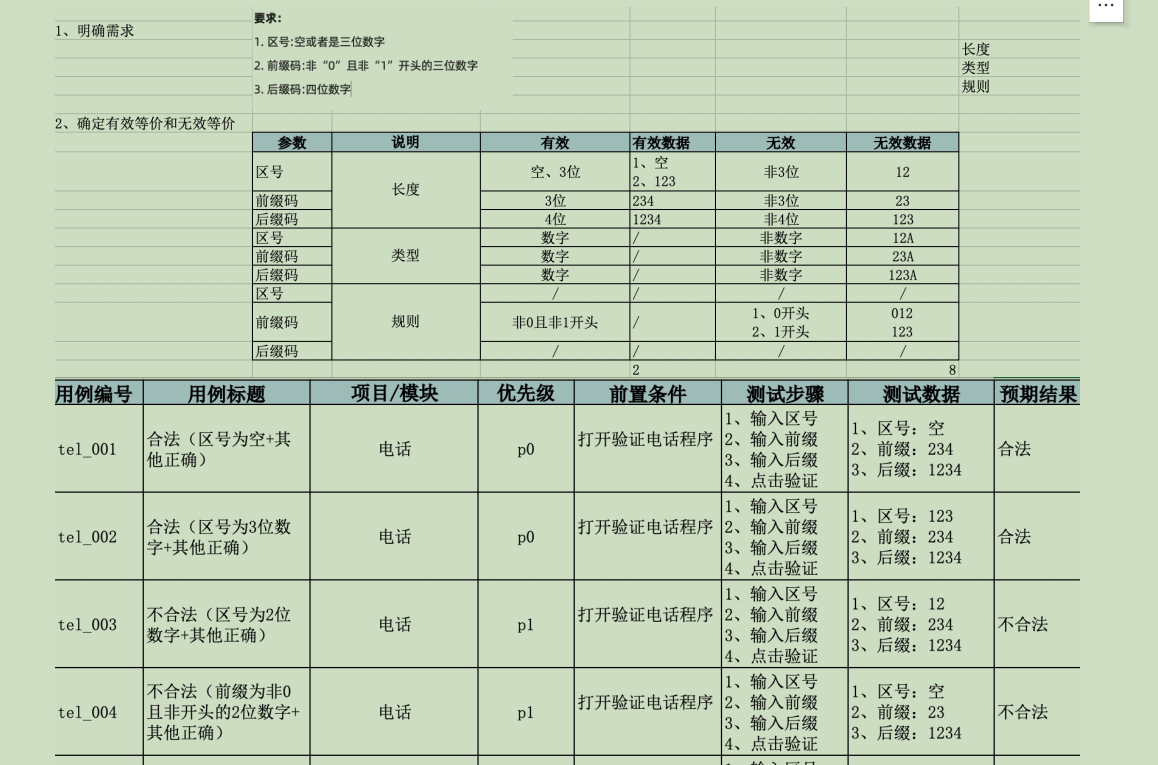 ...
要求:
1、明确需求
1. 区号:空或者是三位数字
长度
2. 前缀码:非“0”且非“1”开头的三位数字
类型
3. 后缀码:四位数字
规则
2、确定有效等价和无效等价
参数 说明 有效 有效数据 无效 无效数据
区号 长度 空、3位 1、空 非3位 12
2、123
前缀码 3位 234 非3位 23
后缀码 4位 1234 非4位 123
区号 类型 数字 / 非数字 12A
前缀码 数字 / 非数字 23A
后缀码 数字 / 非数字 123A
区号 规则 / / / /
前缀码 非0且非1开头 / 1、0开头 012
2、1开头 123
后缀码 / / / /
2 8
用例编号 用例标题 项目/模块 优先级 前置条件 测试步骤 测试数据 预期结果
tel_001
合法（区号为空+其
他正确）
电话
p0
打开验证电话程序
1、输入区号
2、输入前缀
3、输入后缀
4、点击验证
1、区号：空
2、前缀：234
3、后缀：1234
合法
tel_002
合法（区号为3位数
字+其他正确）
电话
p0
打开验证电话程序
1、输入区号
2、输入前缀
3、输入后缀
4、点击验证
1、区号：123
2、前缀：234
3、后缀：1234
合法
tel_003
不合法（区号为2位
数字+其他正确）
电话
p1
打开验证电话程序
1、输入区号
2、输入前缀
3、输入后缀
4、点击验证
1、区号：12
2、前缀：234
3、后缀：1234
不合法
tel_004
不合法（前缀为非0
且非开头的2位数字+
其他正确）
电话
p1
打开验证电话程序
1、输入区号
2、输入前缀
3、输入后缀
4、点击验证
1、区号：空
2、前缀：23
3、后缀：1234
不合法